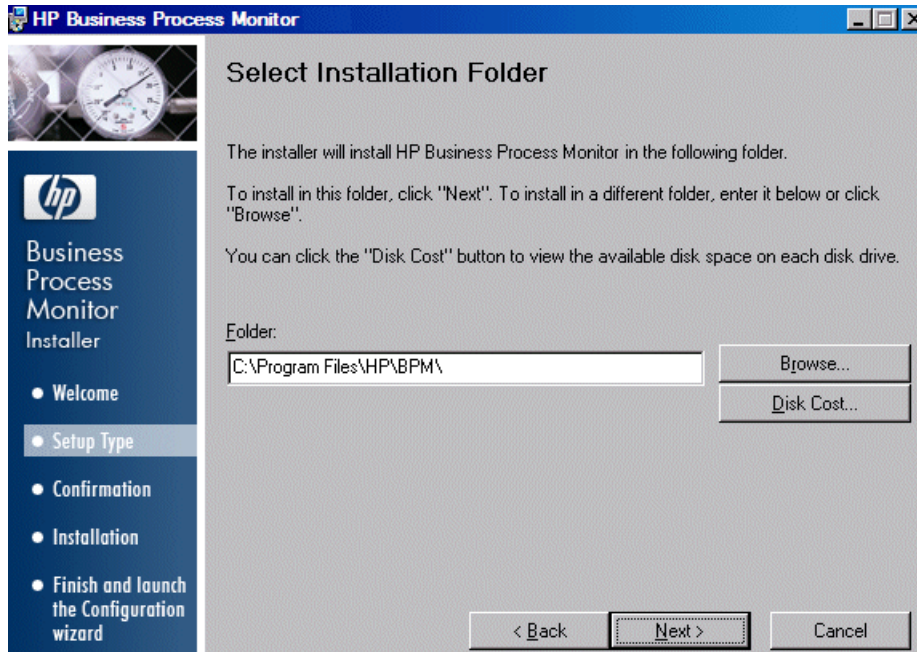 HP Business Process Monitor
Select Installation Folder
The installer will install HP Business Process Monitor in the following folder.
To install in this folder, click "Next". To install in a different folder, enter it below or click
"Browse".
You can click the "Disk Cost" button to view the available disk space on each disk drive.
Folder:
C:\Program Files\HP\BPM\
Browse...
Disk Cost...
hp
Business
Process
Monitor
Installer
Welcome
Setup Type
Confirmation
Installation
Finish and launch
the Configuration
wizard
< Back
Next >
Cancel